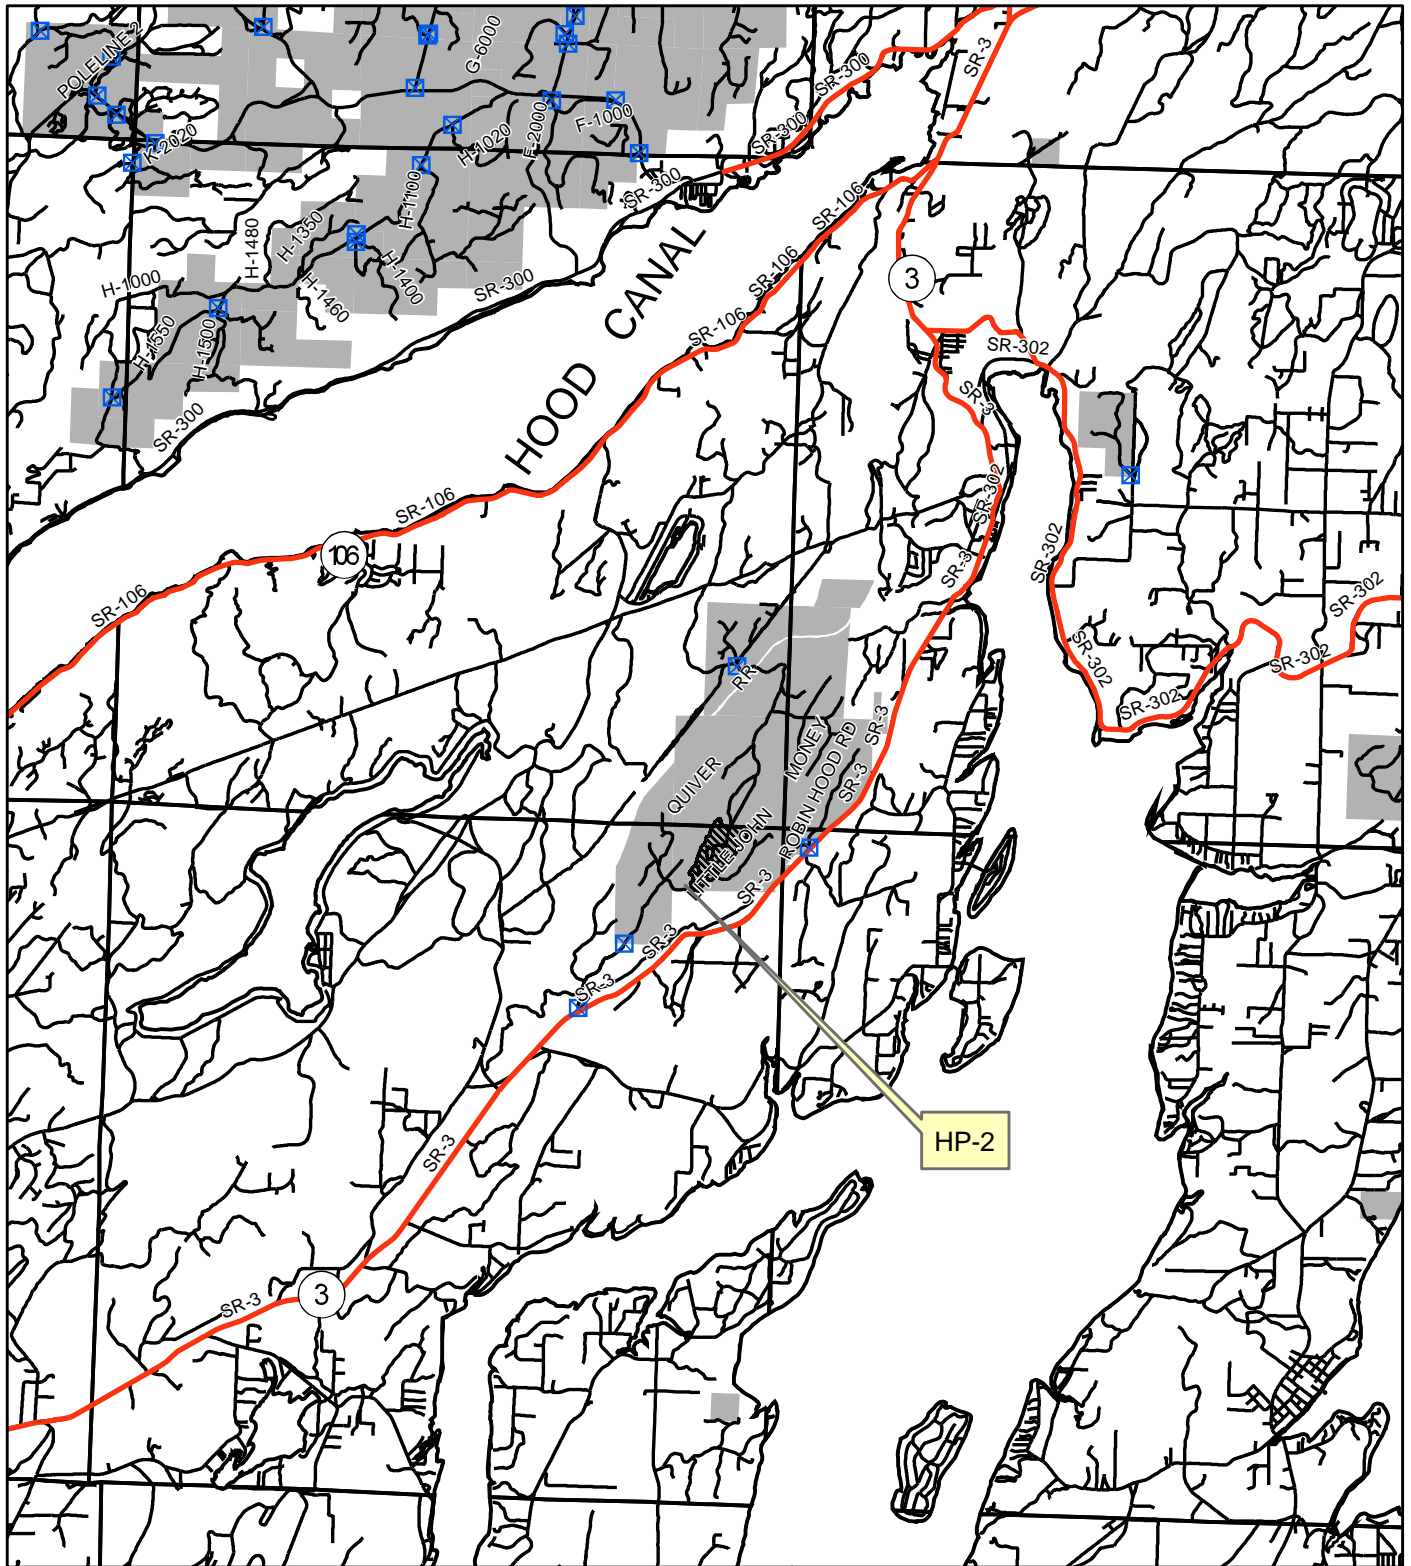 POLELINE 2
G-6000
SR-3
SR-300
K-2020
H-1020
F-2000
F-1000
SR-300
SR-300
H-1100
SR-106
H-1480
H-1350
H-1400
H-1460
H-1000
SR-300
HOOD CANAL
SR-106
3
H-1550
H-1500
SR-106
SR-302
SR-3
SR-300
SR-302
SR-106
106
SR-302
SR-3
SR-106
SR-302
SR-302
SR-302
RR
SR-302
SR-3
MONEY
QUIVER
ROBIN HOOD RD
SR-3
LITTLE JOHN
SR-3
SR-3
SR-3
HP-2
SR-3
3
SR-3